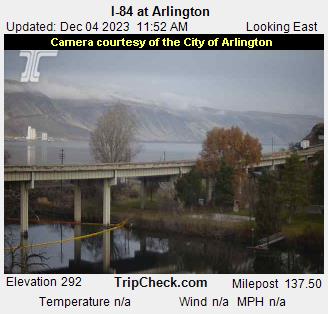 I-84 at Arlington
Updated: Dec 04 2023 11:52 AM Looking East
Camera courtesy of the City of Arlington
Elevation 292 TripCheck.com Milepost 137.50
Temperature n/a Wind n/a MPH n/a